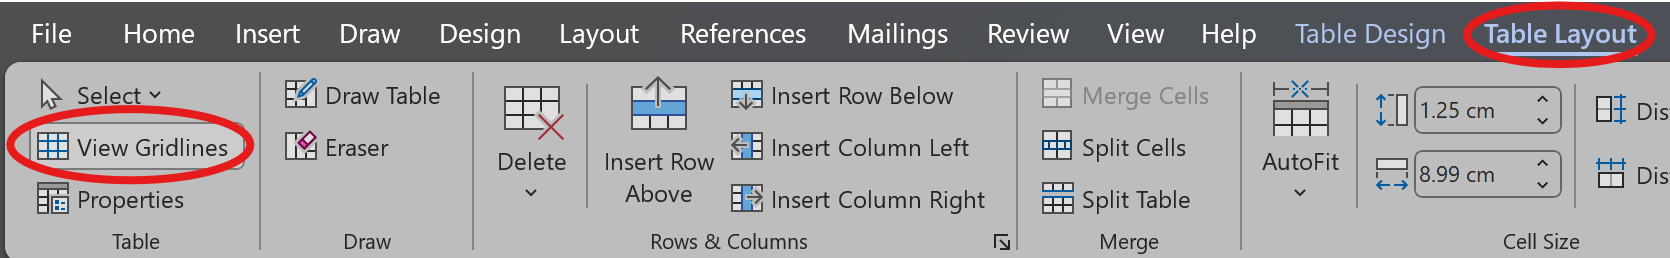 File Home Insert Draw Design Layout References Mailings Review View Help Table Design Table Layout
Select
View Gridlines
Properties
Table
Draw Table
Eraser
Draw
Delete
Insert Row
Above
Insert Row Below
Insert Column Left
Insert Column Right
Rows & Columns
Merge Cells
Split Cells
Split Table
Merge
AutoFit
1.25 cm
8.99 cm
Dis
Dis
Cell Size